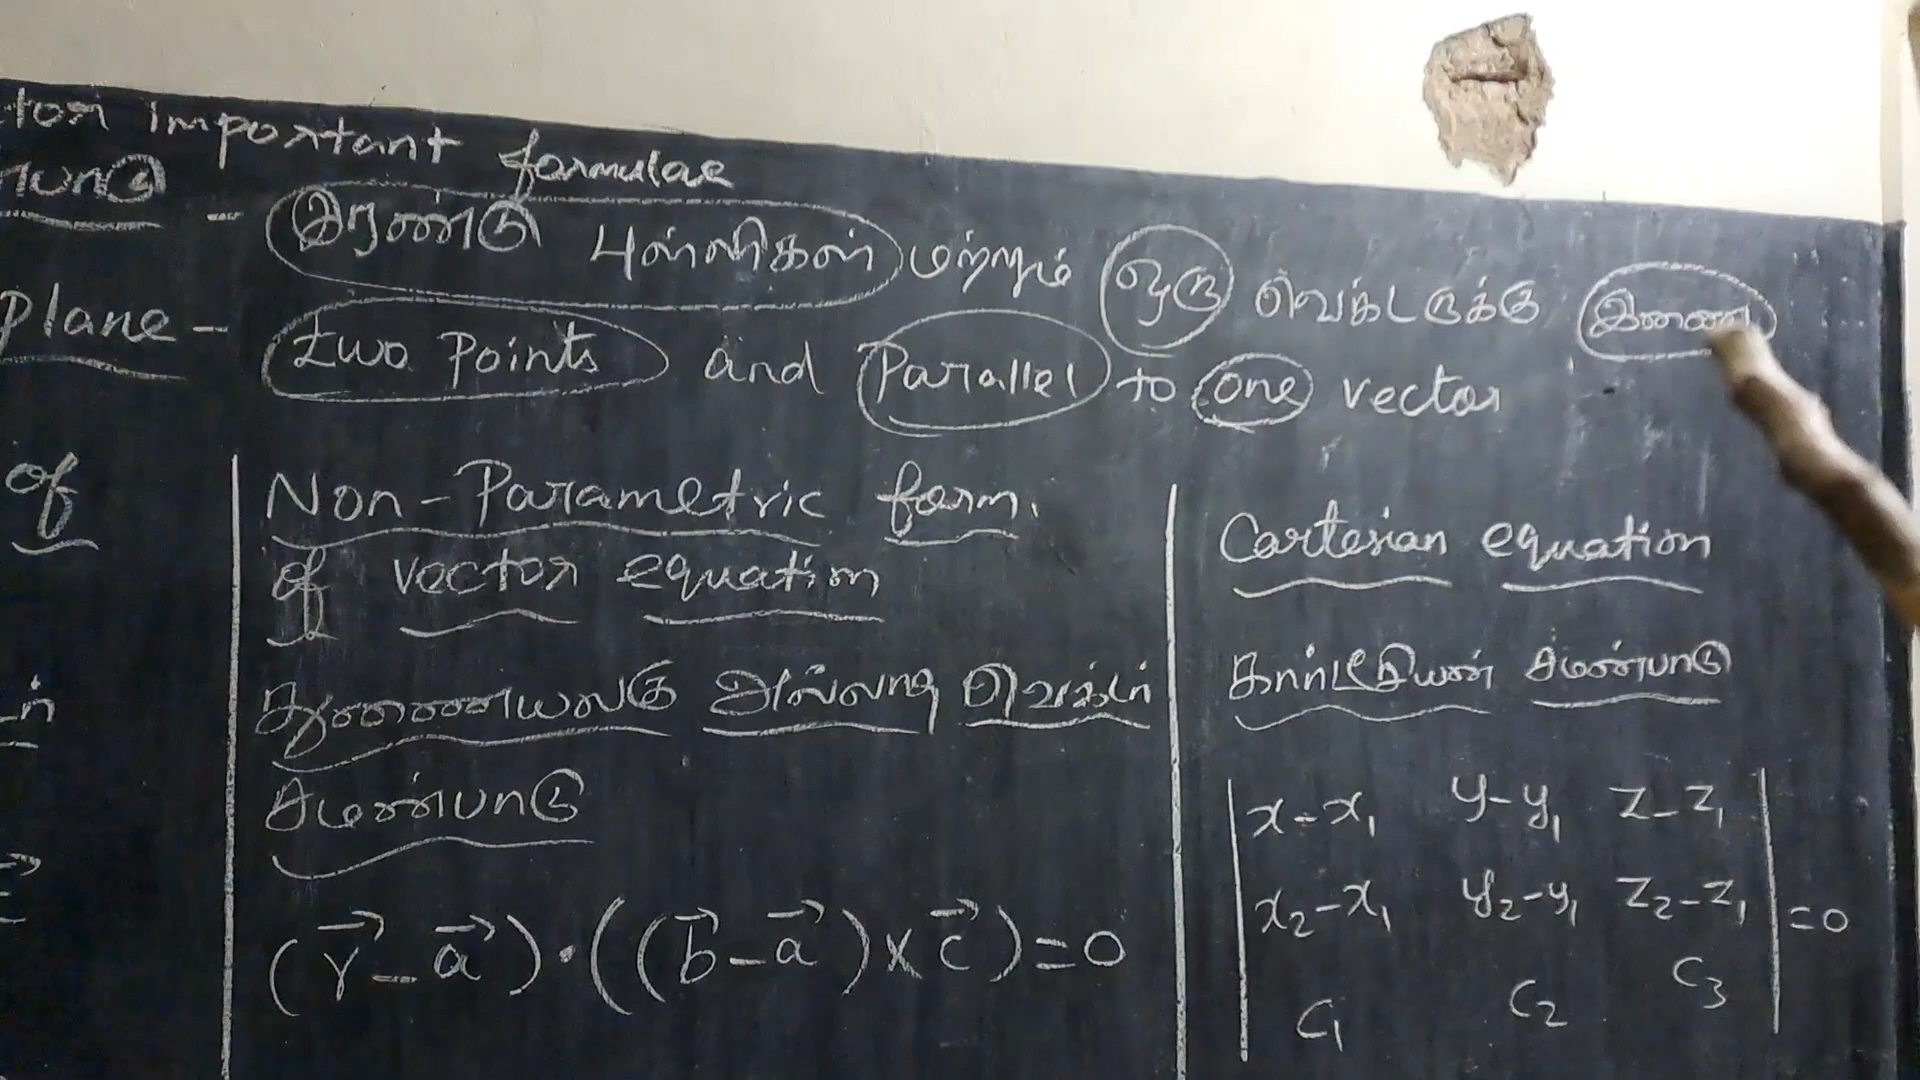 important formulae
- இரண்டு புள்ளிகள் மற்றும் ஒரு வெக்டருக்கு இணை
Plane - two points and Parallel to one vector
of
Non-Parametric form
of vector equation
துணையலகு அல்லாத வெக்டர்
சமன்பாடு
(r⃗ - a⃗) · ((b⃗ - a⃗) × c⃗) = 0
Cartesian equation
கார்ட்சியன் சமன்பாடு
| x - x₁ y - y₁ z - z₁ |
| x₂ - x₁ y₂ - y₁ z₂ - z₁ | = 0
| c₁ c₂ c₃ |